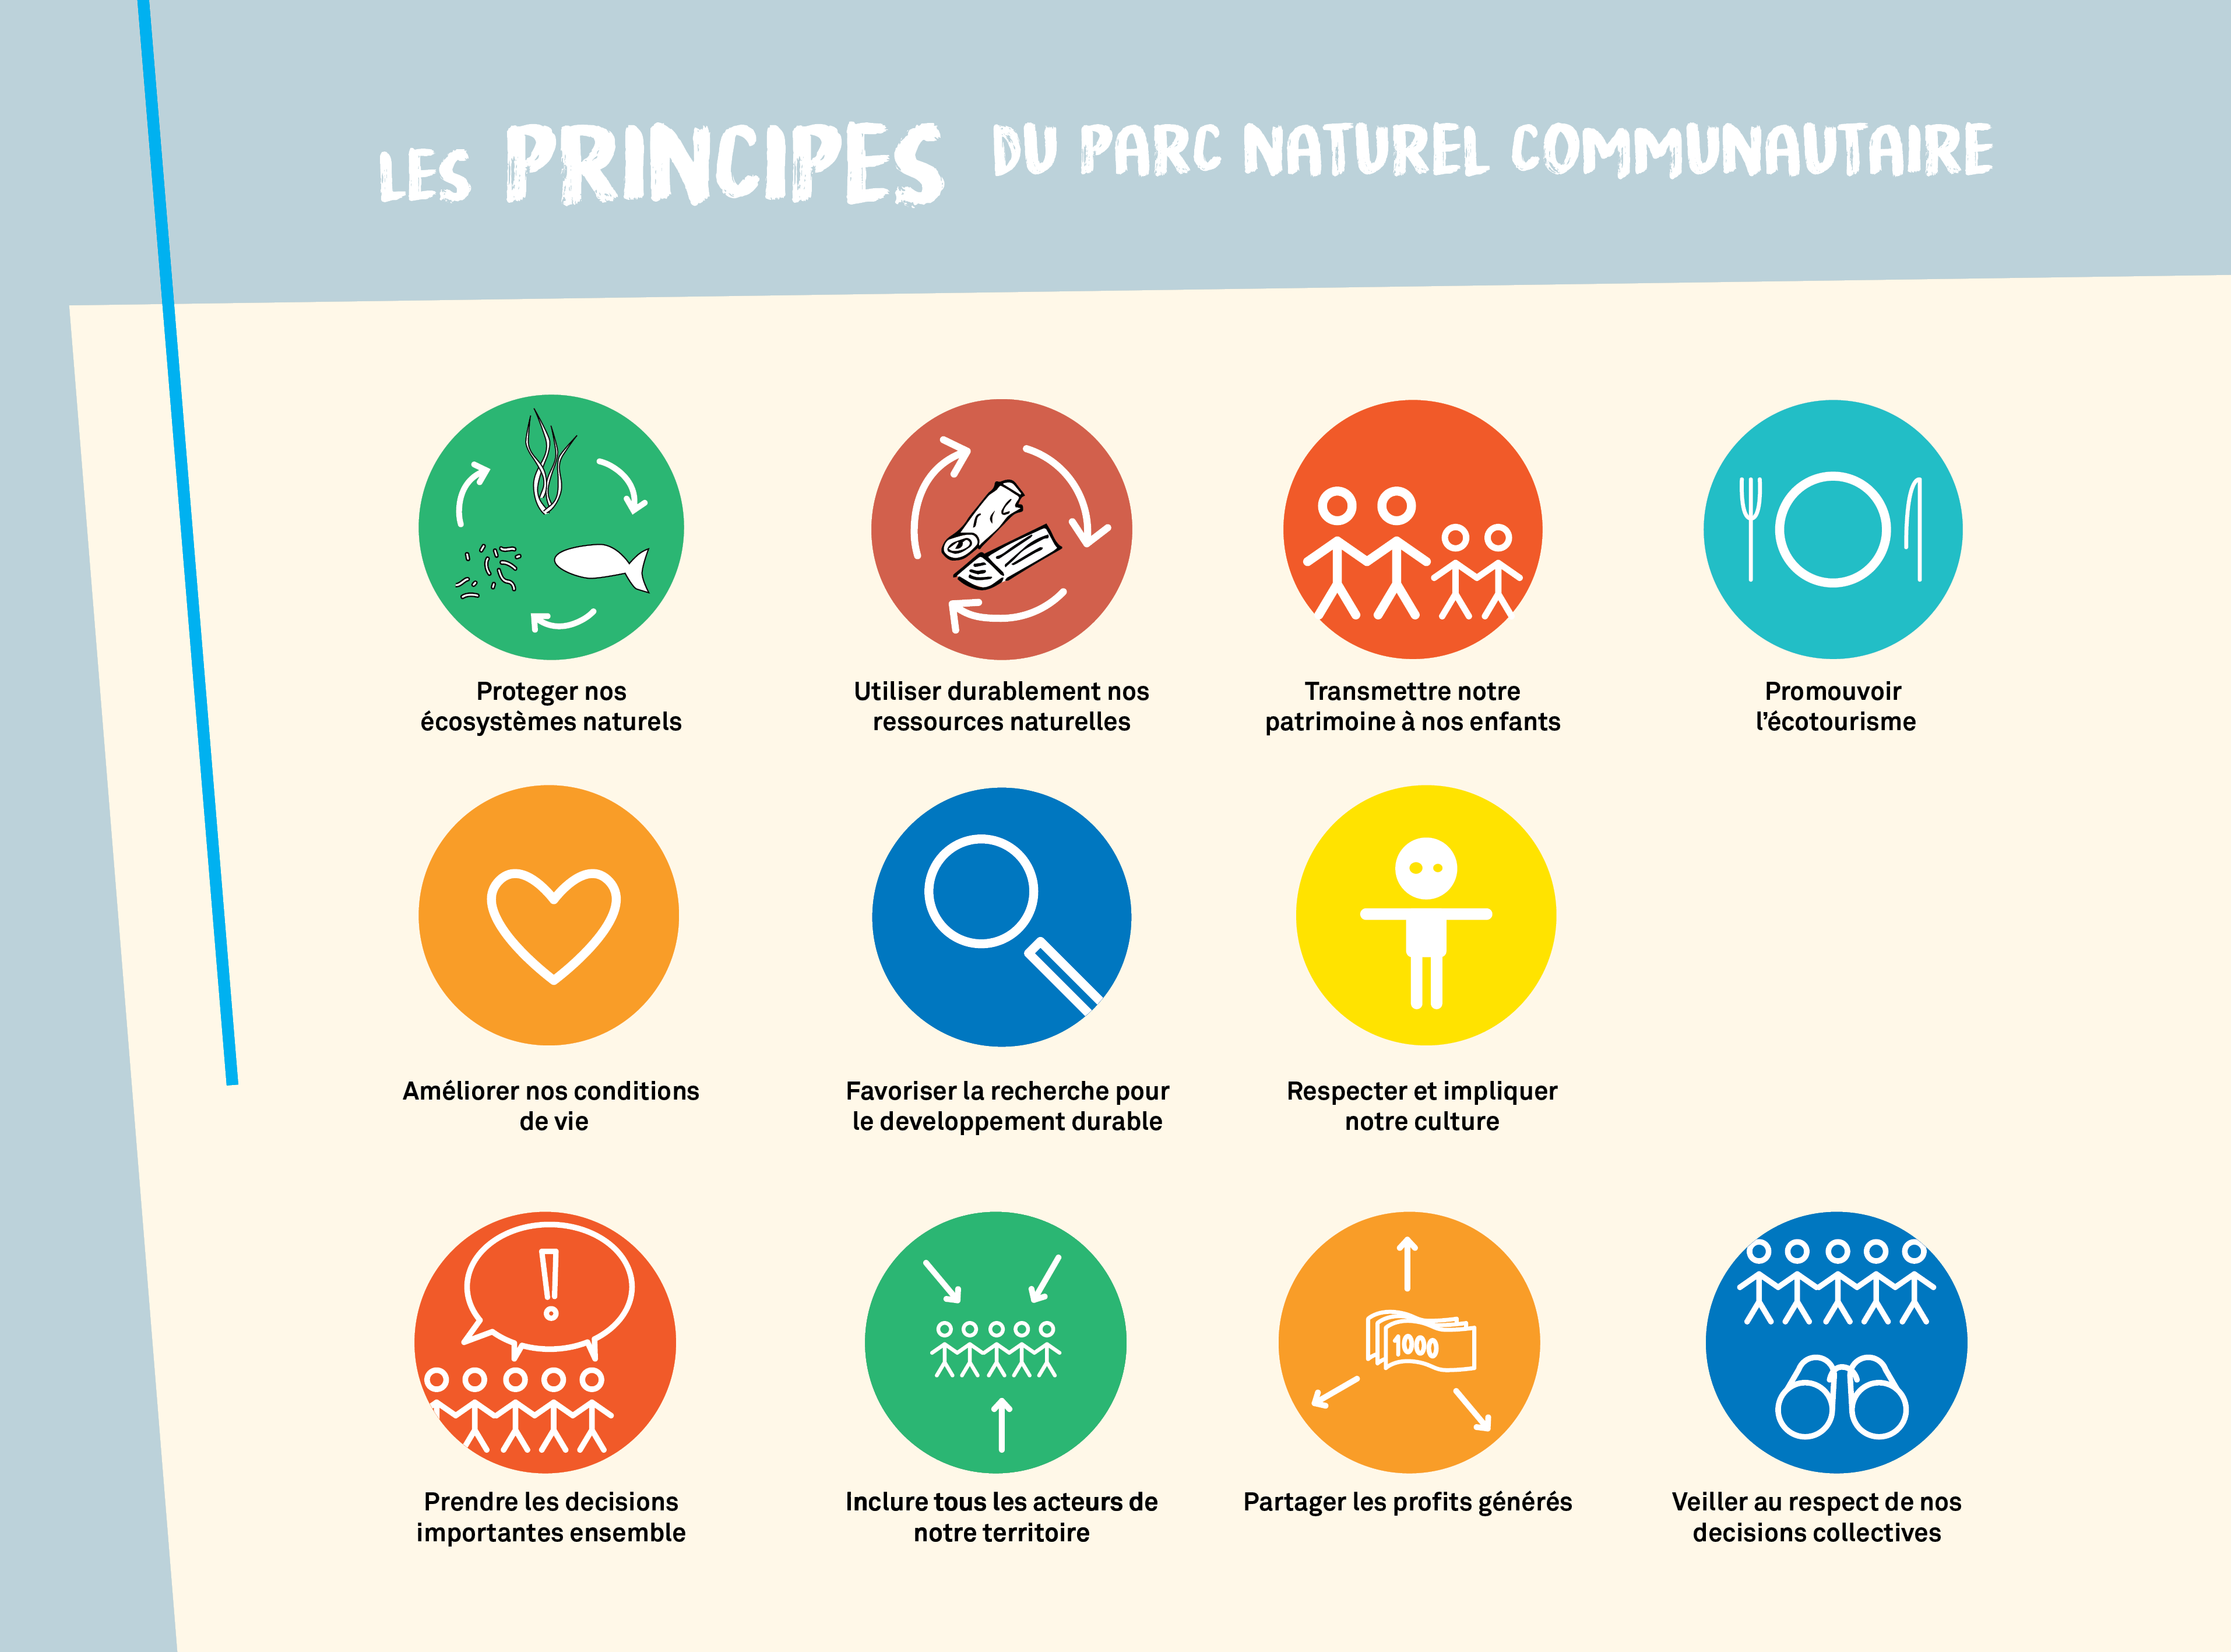 LES PRINCIPES DU PARC NATUREL COMMUNAUTAIRE
Proteger nos
écosystèmes naturels
Utiliser durablement nos
ressources naturelles
Transmettre notre
patrimoine à nos enfants
Promouvoir
l'écotourisme
Améliorer nos conditions
de vie
Favoriser la recherche pour
le developpement durable
Respecter et impliquer
notre culture
!
1000
Prendre les decisions
importantes ensemble
Inclure tous les acteurs de
notre territoire
Partager les profits générés
Veiller au respect de nos
decisions collectives